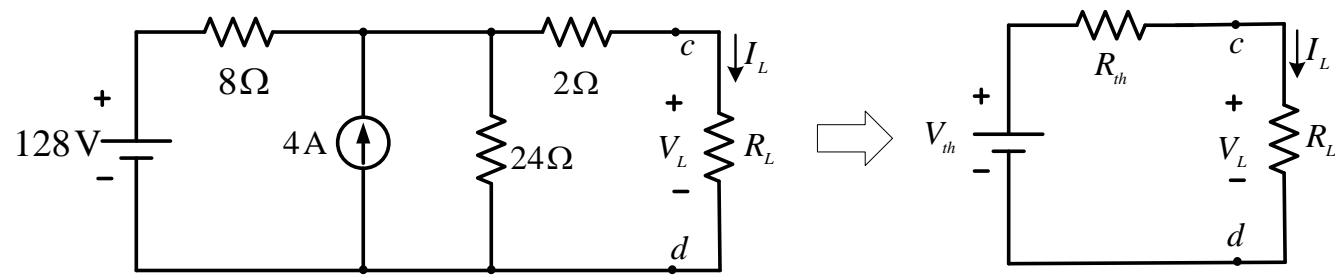 8Ω
2Ω
c
I_L
+
128V
−
4A
24Ω
+
V_L
−
R_L
d
R_th
c
I_L
+
V_th
−
+
V_L
−
R_L
d